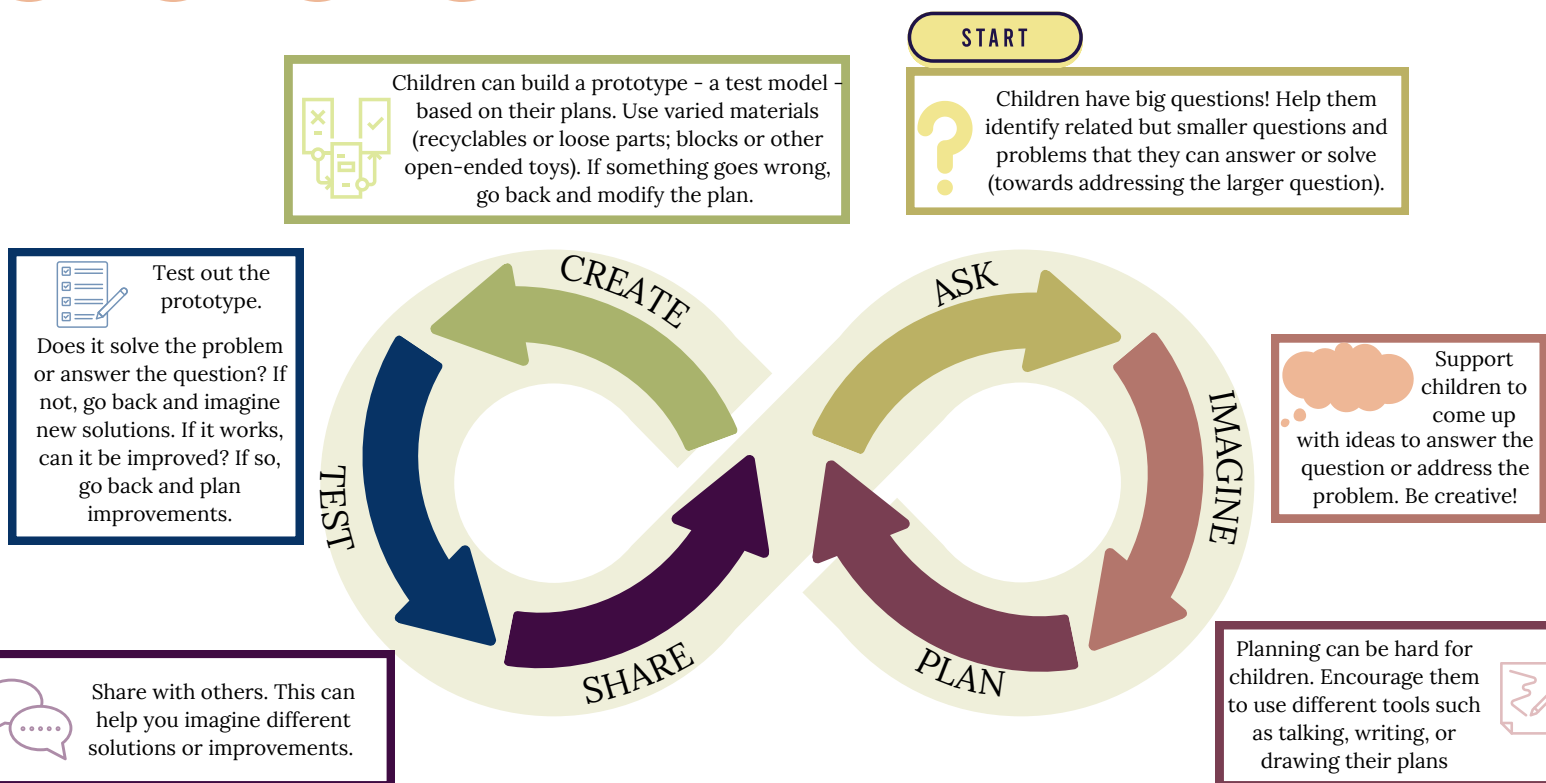 START
Children have big questions! Help them
identify related but smaller questions and
problems that they can answer or solve
(towards addressing the larger question).
Children can build a prototype - a test model -
based on their plans. Use varied materials
(recyclables or loose parts; blocks or other
open-ended toys). If something goes wrong,
go back and modify the plan.
Test out the
prototype.
Does it solve the problem
or answer the question? If
not, go back and imagine
new solutions. If it works,
can it be improved? If so,
go back and plan
improvements.
CREATE
ASK
IMAGINE
TEST
SHARE
PLAN
Support
children to
come up
with ideas to answer the
question or address the
problem. Be creative!
Share with others. This can
help you imagine different
solutions or improvements.
Planning can be hard for
children. Encourage them
to use different tools such
as talking, writing, or
drawing their plans